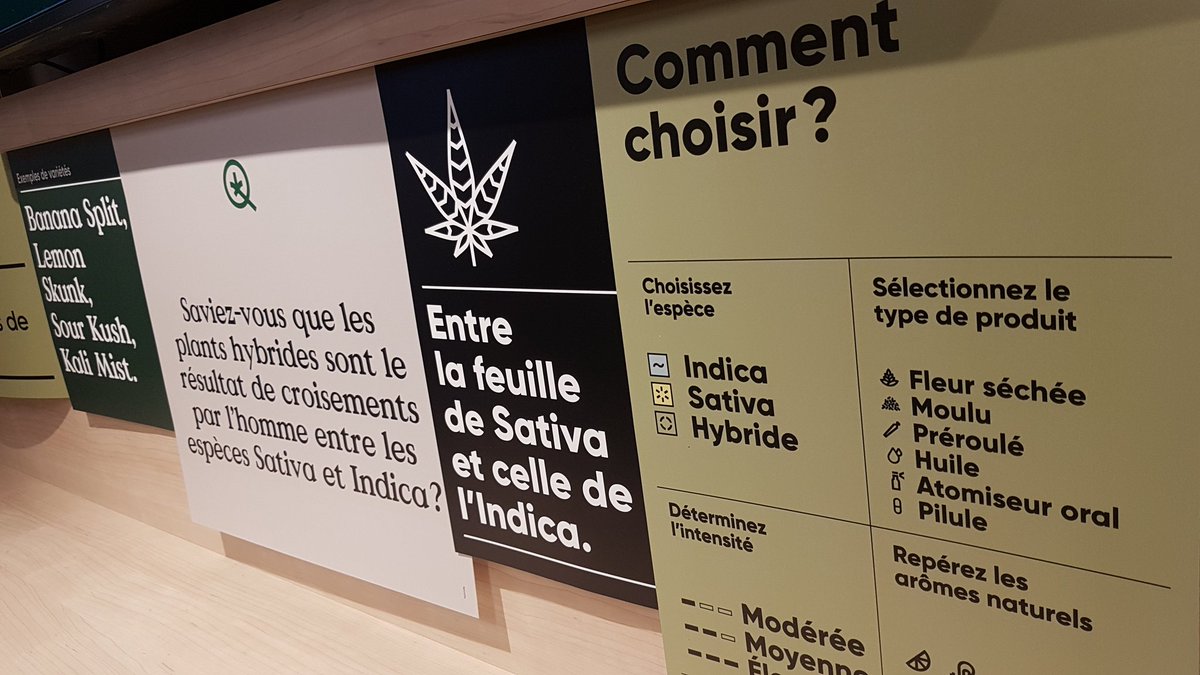 Exemples de variétés
Banana Split,
Lemon
Skunk,
Sour Kush,
Kali Mist.
Saviez-vous que les
plants hybrides sont le
résultat de croisements
par l'homme entre les
espèces Sativa et Indica?
Entre
la feuille
de Sativa
et celle de
l'Indica.
Comment
choisir ?
Choisissez
l'espèce
Indica
Sativa
Hybride
Sélectionnez le
type de produit
Fleur séchée
Moulu
Préroulé
Huile
Atomiseur oral
Pilule
Déterminez
l'intensité
Modérée
Moyenne
Repérez les
arômes naturels